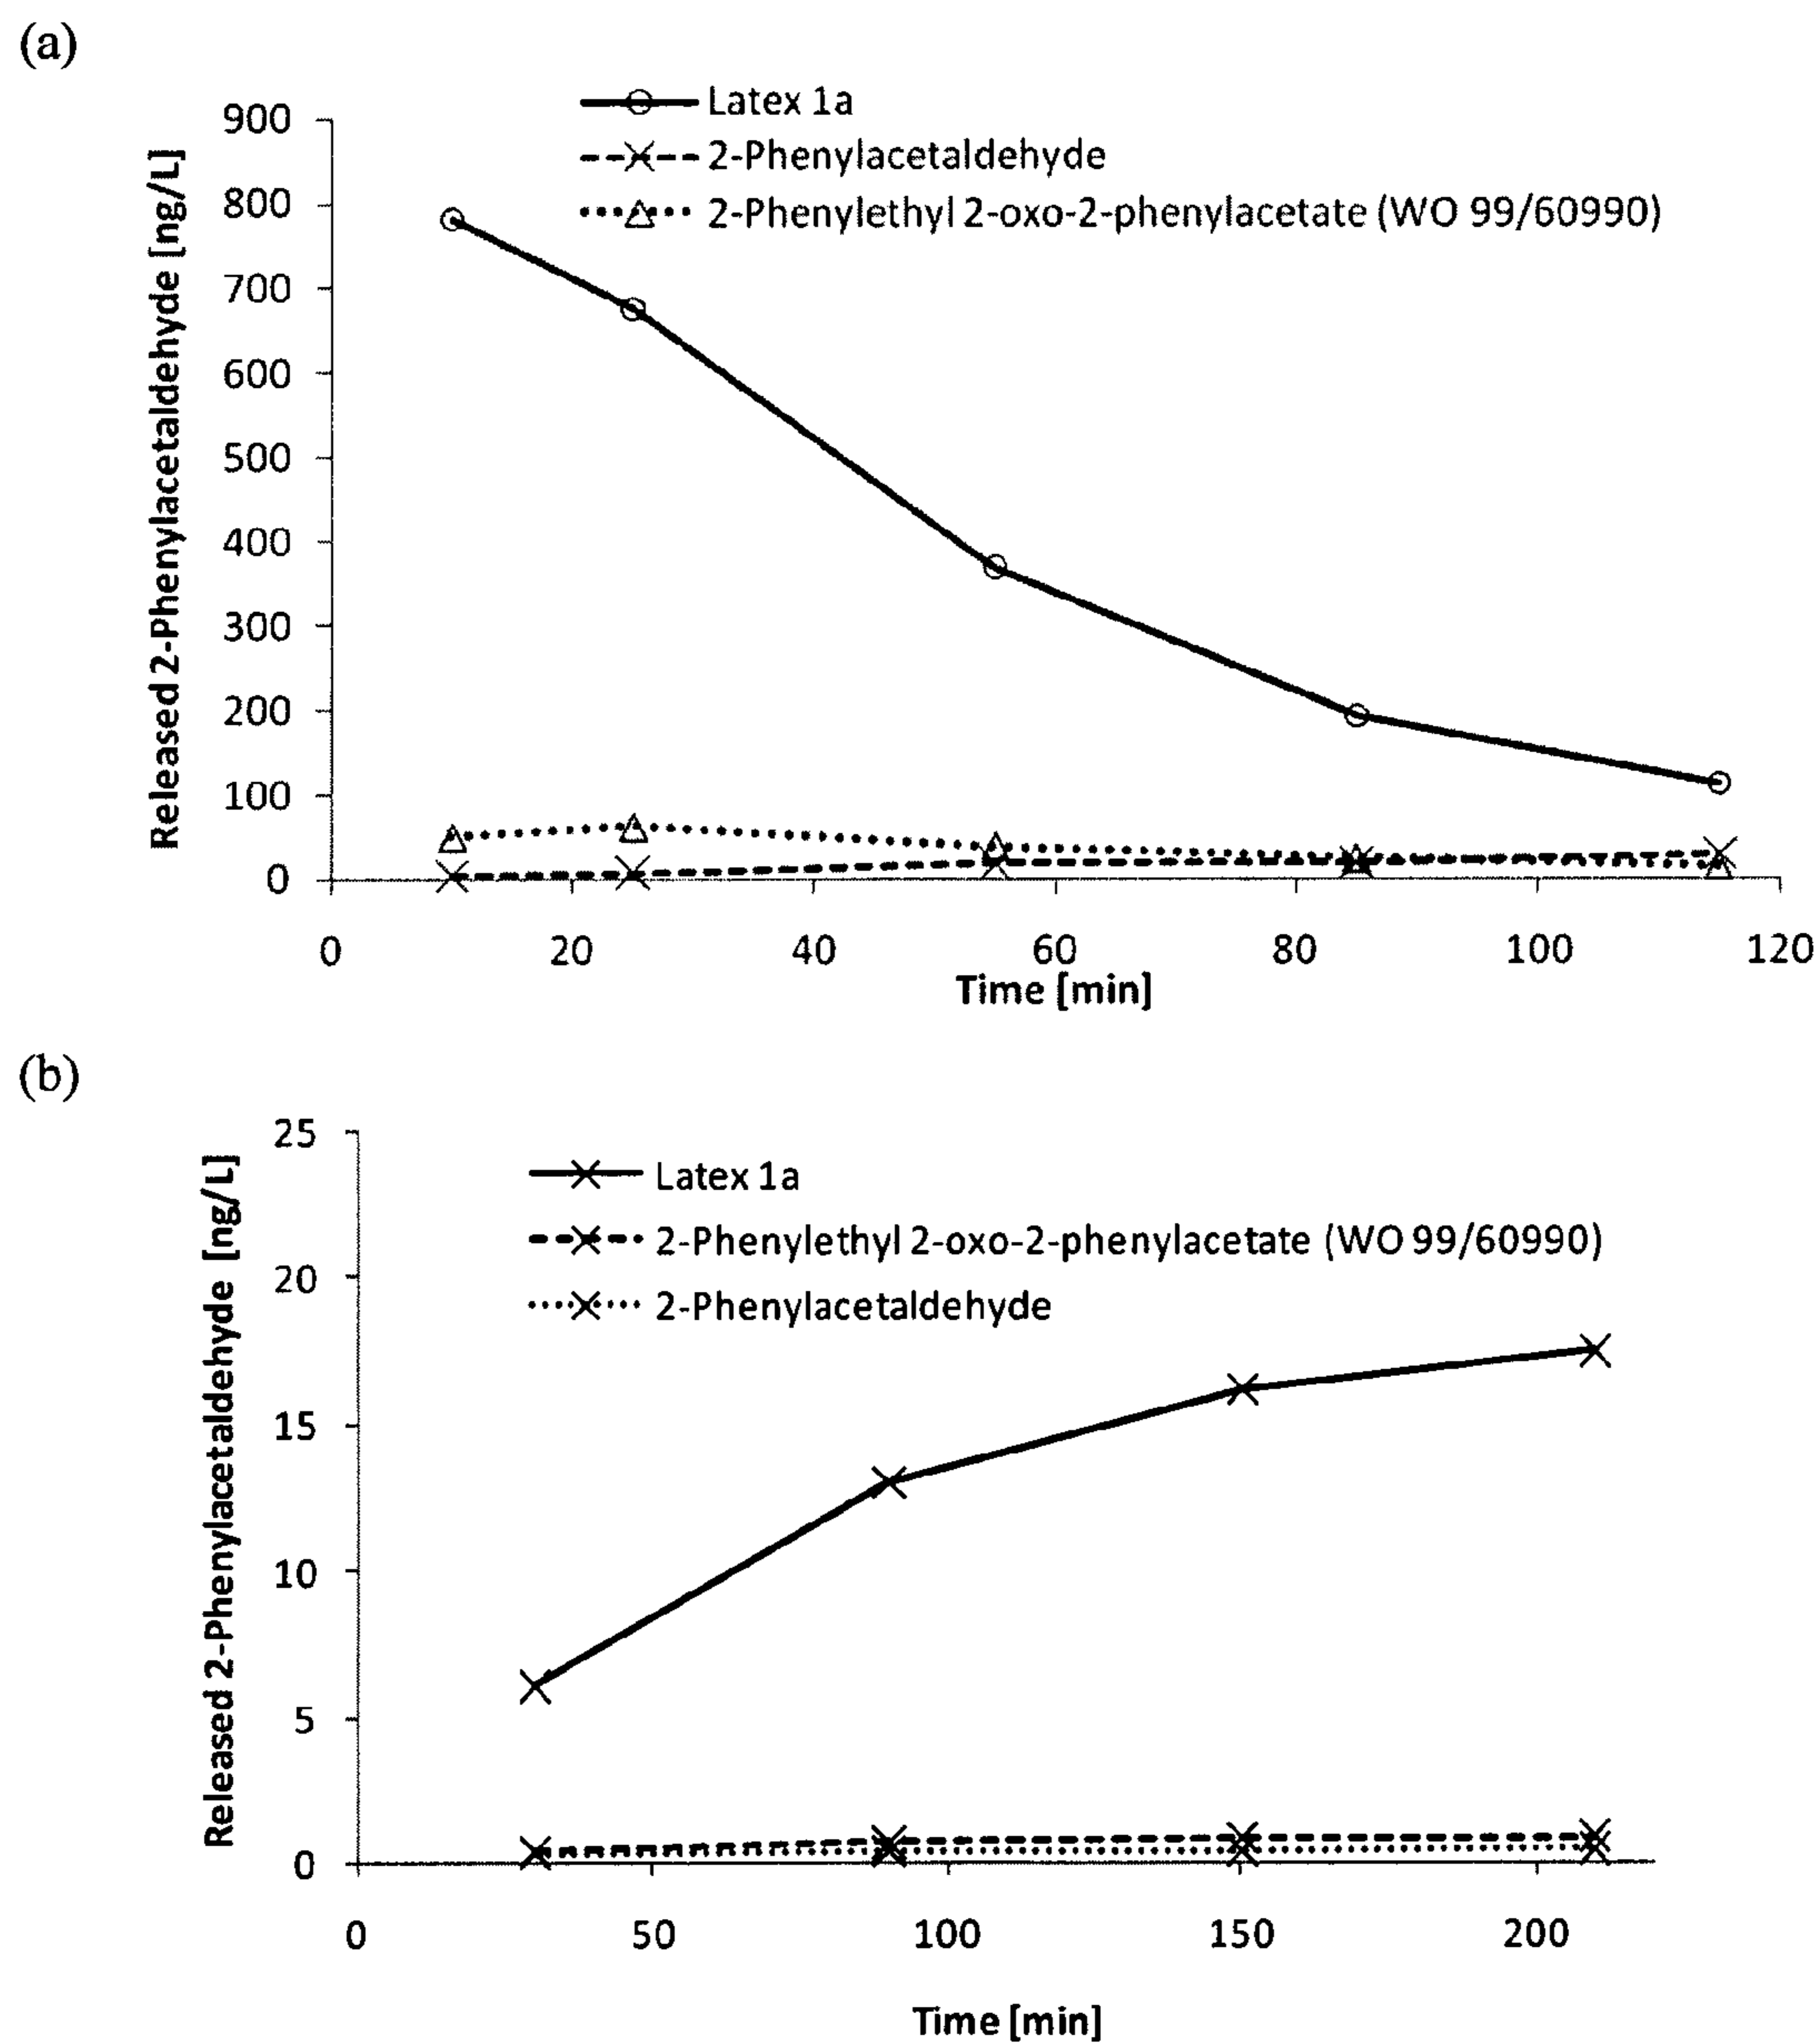 (a)
Latex 1a
2-Phenylacetaldehyde
2-Phenylethyl 2-oxo-2-phenylacetate (WO 99/60990)
Released 2-Phenylacetaldehyde [ng/L]
900
800
700
600
500
400
300
200
100
0
0 20 40 60 80 100 120
Time [min]
(b)
Latex 1a
2-Phenylethyl 2-oxo-2-phenylacetate (WO 99/60990)
2-Phenylacetaldehyde
Released 2-Phenylacetaldehyde [ng/L]
25
20
15
10
5
0
0 50 100 150 200
Time [min]